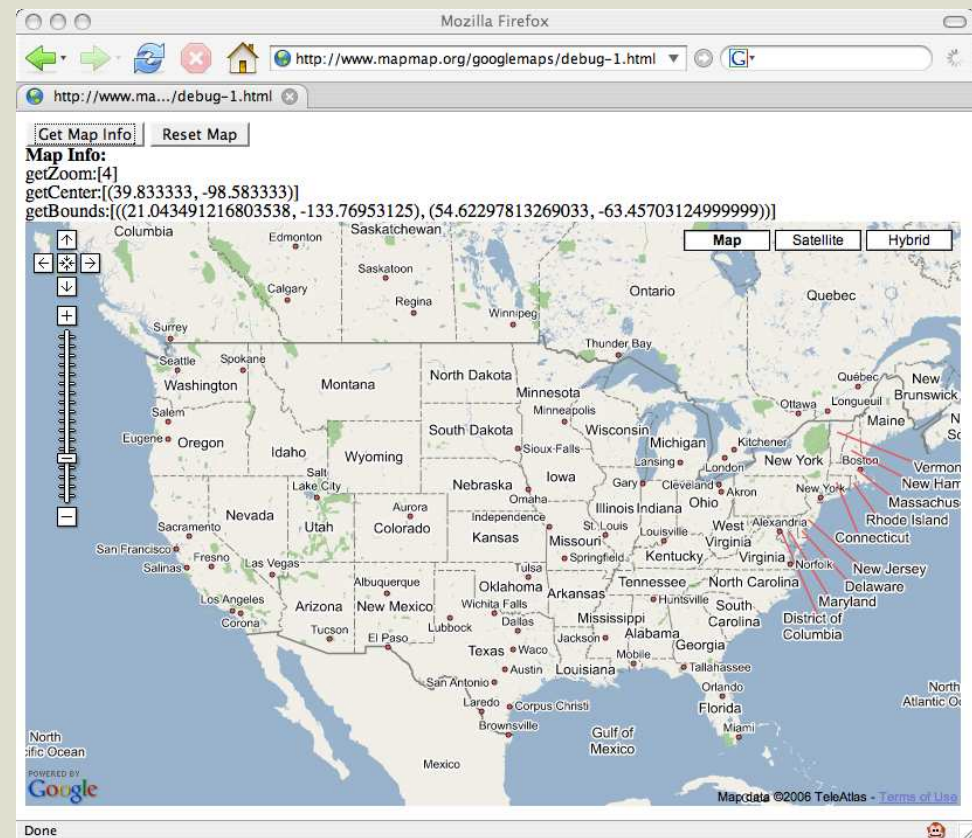 Mozilla Firefox
http://www.mapmap.org/googlemaps/debug-1.html
G
http://www.ma.../debug-1.html
Get Map Info Reset Map
Map Info:
getZoom:[4]
getCenter:[(39.833333, -98.583333)]
getBounds:[((21.043491216803538, -133.76953125), (54.62297813269033, -63.45703124999999))]
Map Satellite Hybrid
Columbia
Edmonton
Saskatchewan
Saskatoon
Calgary
Regina
Winnipeg
Ontario
Quebec
Surrey
Thunder Bay
Seattle
Spokane
Washington
Montana
North Dakota
Minnesota
Minneapolis
Québec
New
Brunswick
Ottawa
Longueuil
Maine
N
Sc
Salem
Eugene
Oregon
Idaho
Wyoming
South Dakota
Sioux Falls
Wisconsin
Michigan
Lansing
Kitchener
London
New York
Boston
Vermon
New Ham
Massachus
Rhode Island
Connecticut
Salt
Lake City
Nebraska
Omaha
Iowa
Gary
Cleveland
Akron
New York
Nevada
Utah
Aurora
Colorado
Independence
Kansas
Illinois
Indiana
Ohio
St. Louis
Missouri
Louisville
West
Virginia
Alexandria
Sacramento
San Francisco
Fresno
Salinas
Las Vegas
Springfield
Kentucky
Virginia
Norfolk
New Jersey
Delaware
Maryland
District of
Columbia
Tulsa
Albuquerque
Oklahoma
Arkansas
Tennessee
North Carolina
Los Angeles
Corona
Arizona
New Mexico
Wichita Falls
Huntsville
South
Carolina
Tucson
El Paso
Lubbock
Dallas
Mississippi
Jackson
Alabama
Georgia
Texas
Waco
Austin
Louisiana
Mobile
Tallahassee
San Antonio
Orlando
Florida
Laredo
Corpus Christi
Brownsville
Miami
Gulf of
Mexico
North
Atlantic Oc
North
cific Ocean
Mexico
POWERED BY
Google
Map data ©2006 TeleAtlas - Terms of Use
Done